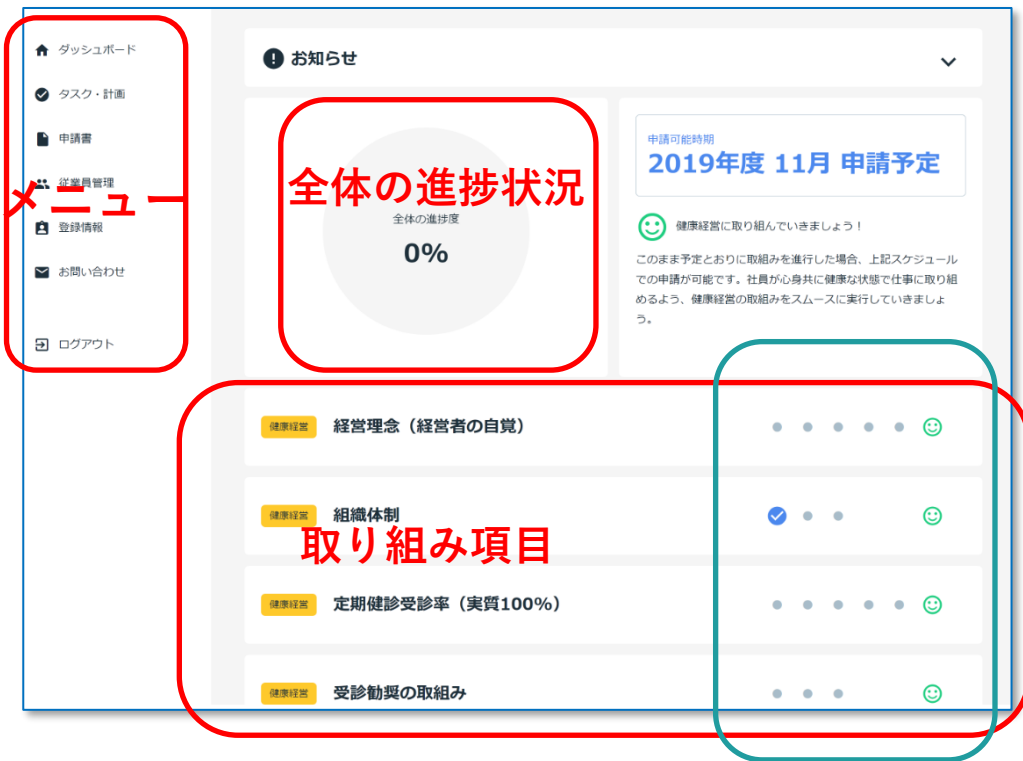 ダッシュボード
タスク・計画
申請書
従業員管理
メニュー
登録情報
お問い合わせ
ログアウト
お知らせ
全体の進捗状況
全体の進捗度
0%
申請可能時期
2019年度 11月 申請予定
健康経営に取り組んでいきましょう！
このまま予定とおりに取組みを進行した場合、上記スケジュール
での申請が可能です。社員が心身共に健康な状態で仕事に取り組
めるよう、健康経営の取組みをスムースに実行していきましょ
う。
健康経営 経営理念（経営者の自覚）
健康経営 組織体制
取り組み項目
健康経営 定期健診受診率（実質100%）
健康経営 受診勧奨の取組み